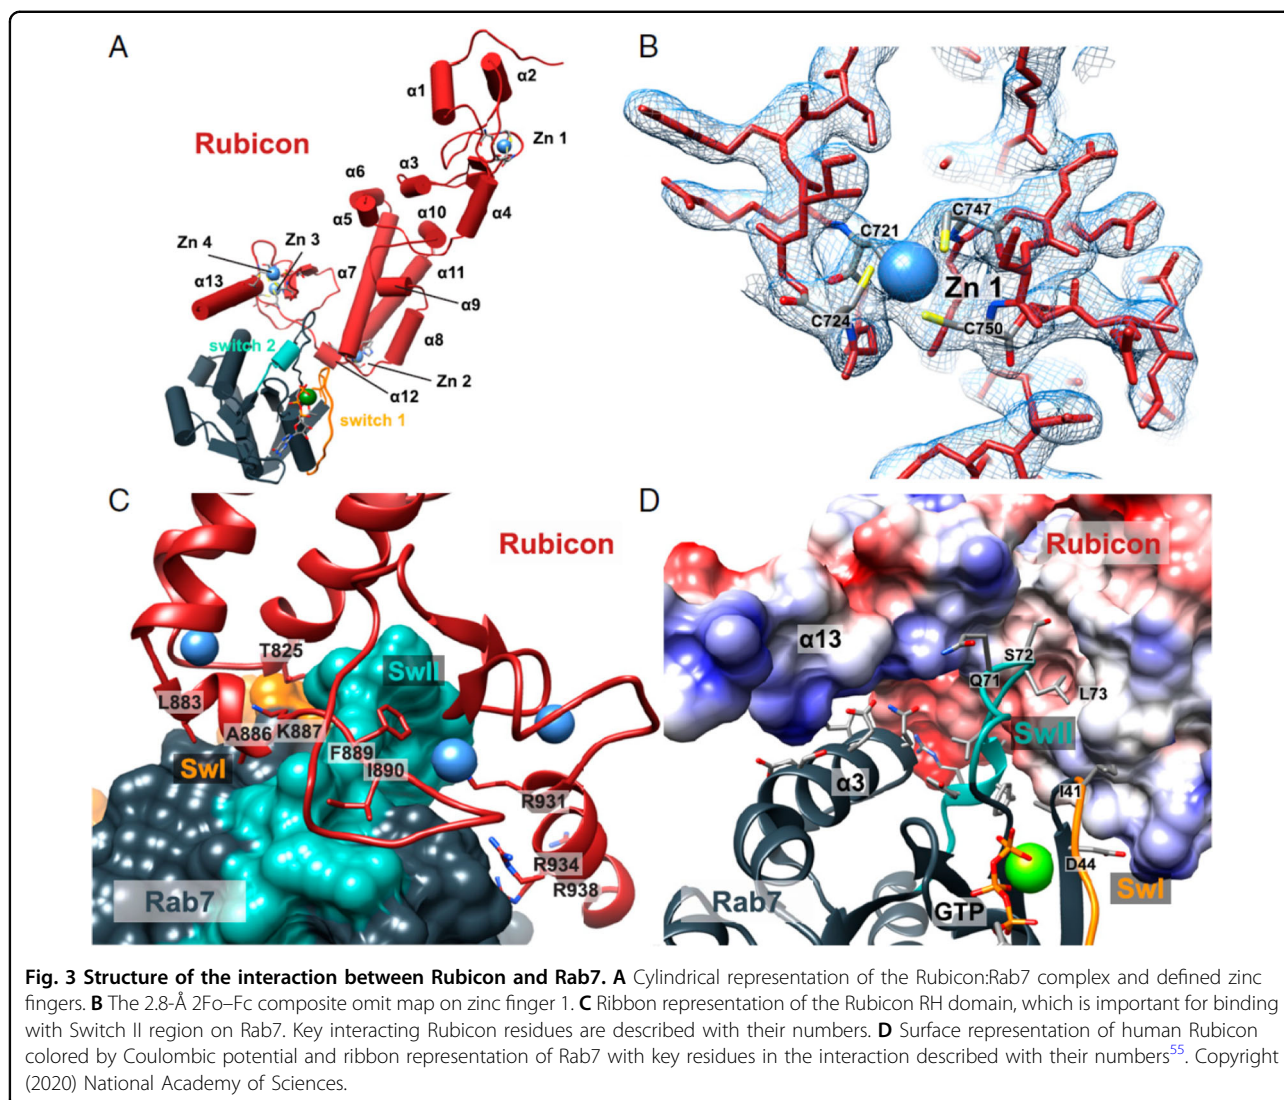 A
α1
α2
Rubicon
Zn 1
α3
α6
α5
α10
α4
Zn 4
Zn 3
α13
α7
α11
α9
switch 2
α8
Zn 2
α12
switch 1
B
C721
C747
Zn 1
C724
C750
C
Rubicon
T825
SwII
L883
A886
K887
F889
SwI
I890
R931
R934
R938
Rab7
D
Rubicon
α13
S72
Q71
L73
SwII
α3
I41
D44
Rab7
GTP
SwI
Fig. 3 Structure of the interaction between Rubicon and Rab7. A Cylindrical representation of the Rubicon:Rab7 complex and defined zinc
fingers. B The 2.8-Å 2Fo–Fc composite omit map on zinc finger 1. C Ribbon representation of the Rubicon RH domain, which is important for binding
with Switch II region on Rab7. Key interacting Rubicon residues are described with their numbers. D Surface representation of human Rubicon
colored by Coulombic potential and ribbon representation of Rab7 with key residues in the interaction described with their numbers55. Copyright
(2020) National Academy of Sciences.